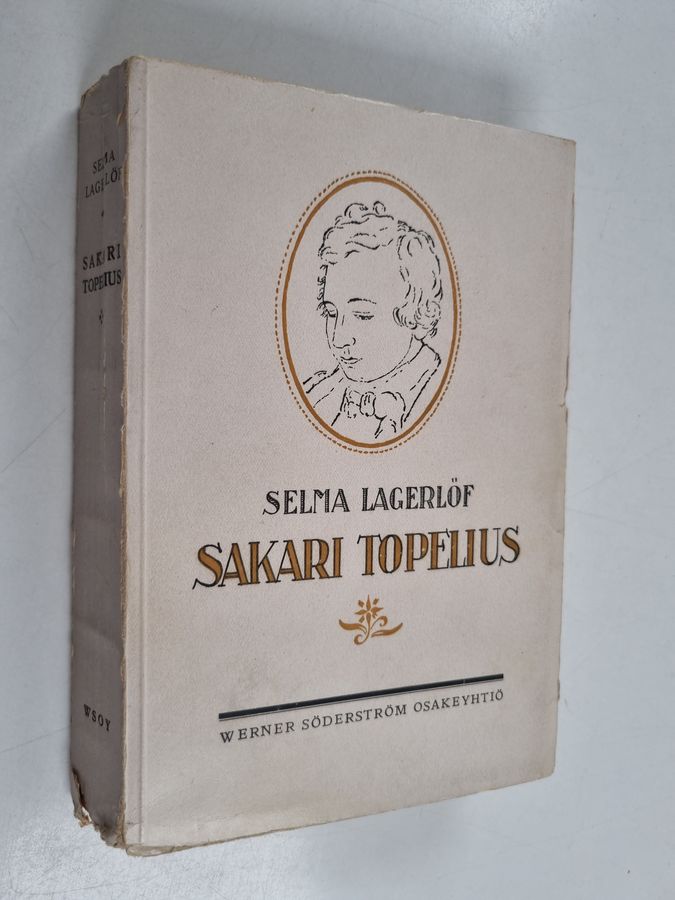 SELMA
LAGERLÖF
SAKARI
TOPELIUS
WSOY
SELMA LAGERLÖF
SAKARI TOPELIUS
WERNER SÖDERSTRÖM OSAKEYHTIÖ